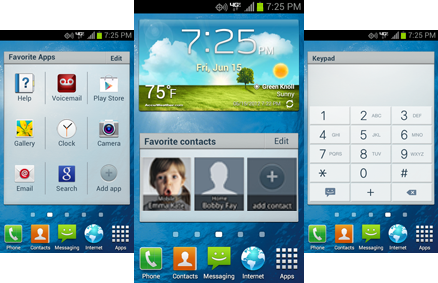 7:25 PM
Favorite Apps Edit
Help Voicemail Play Store
Gallery Clock Camera
Email Search Add app
Phone Contacts Messaging Internet Apps
7:25 PM
7:25 PM
Fri, Jun 15
75°F
Green Knoll
Sunny
AccuWeather.com
Favorite contacts Edit
Mobile Home
Emma Kane Bobby Fay add contact
Phone Contacts Messaging Internet Apps
7:25 PM
Keypad
1 2 ABC 3 DEF
4 GHI 5 JKL 6 MNO
7 PQRS 8 TUV 9 WXYZ
* 0 #
+
Phone Contacts Messaging Internet Apps